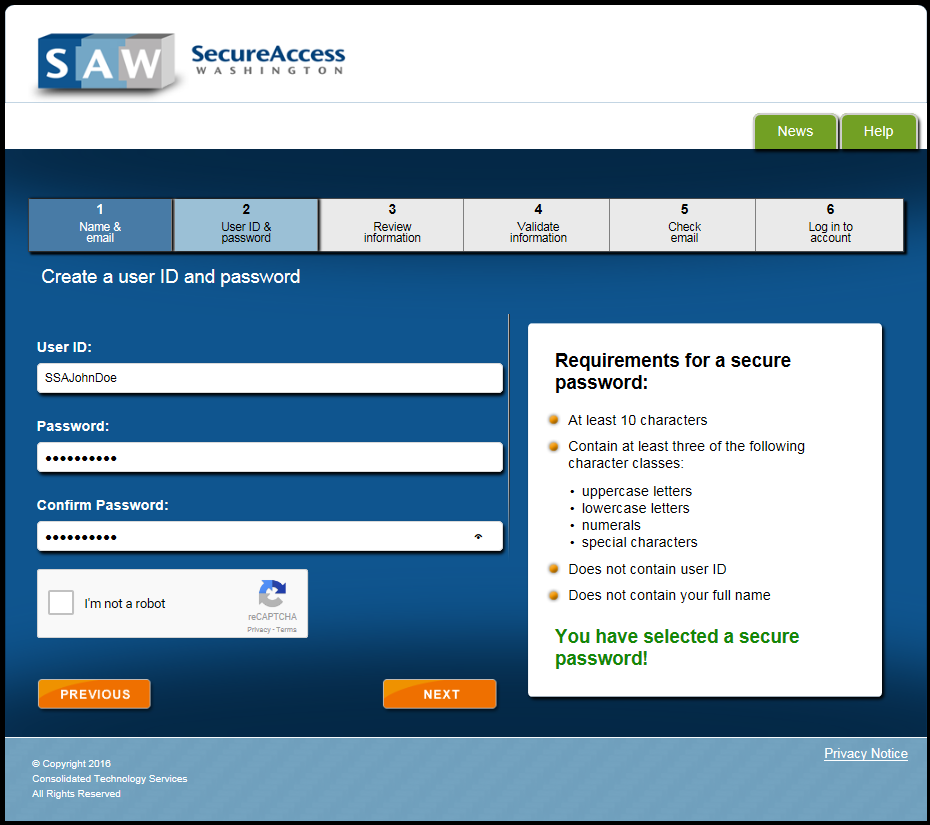 SAW
SecureAccess
WASHINGTON
News
Help
1
Name &
email
2
User ID &
password
3
Review
information
4
Validate
information
5
Check
email
6
Log in to
account
Create a user ID and password
User ID:
SSAJohnDoe
Password:
••••••••••
Confirm Password:
••••••••••
I'm not a robot
reCAPTCHA
Privacy - Terms
PREVIOUS
NEXT
Requirements for a secure
password:
At least 10 characters
Contain at least three of the following
character classes:
• uppercase letters
• lowercase letters
• numerals
• special characters
Does not contain user ID
Does not contain your full name
You have selected a secure
password!
© Copyright 2016
Consolidated Technology Services
All Rights Reserved
Privacy Notice